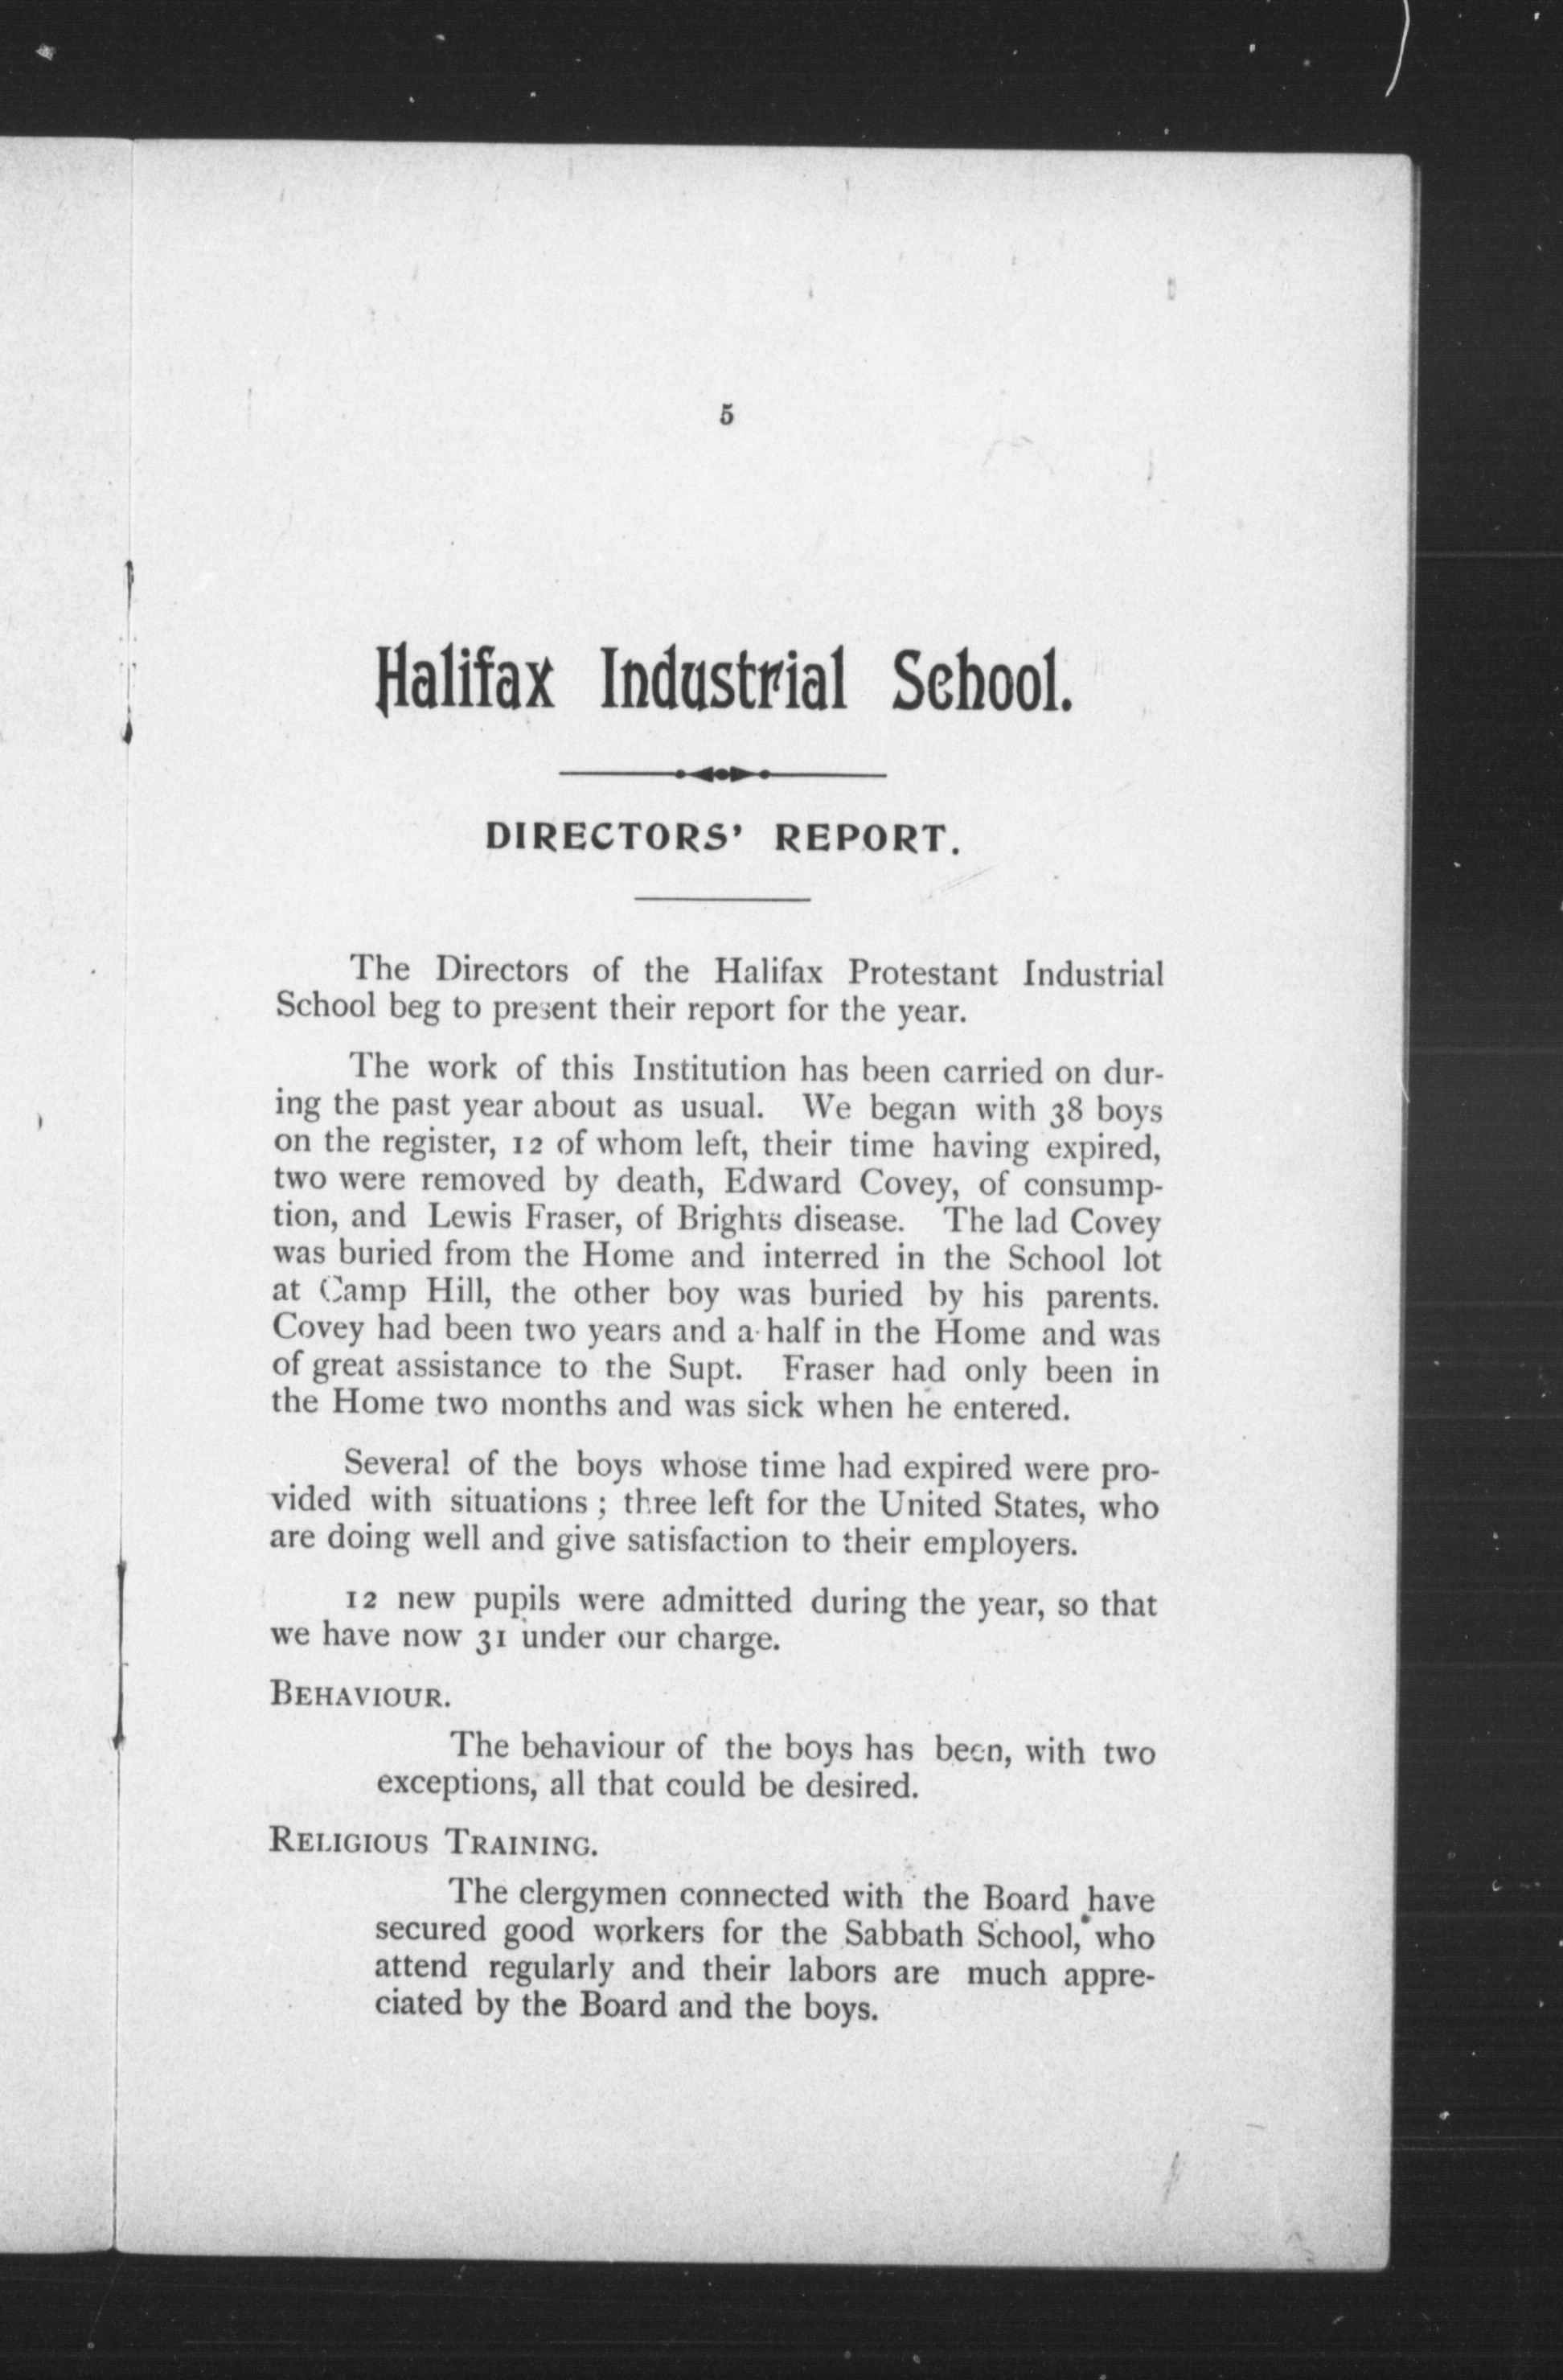 5
Halifax Industrial School.
DIRECTORS' REPORT.
The Directors of the Halifax Protestant Industrial
School beg to present their report for the year.
The work of this Institution has been carried on dur-
ing the past year about as usual. We began with 38 boys
on the register, 12 of whom left, their time having expired,
two were removed by death, Edward Covey, of consump-
tion, and Lewis Fraser, of Brights disease. The lad Covey
was buried from the Home and interred in the School lot
at Camp Hill, the other boy was buried by his parents.
Covey had been two years and a half in the Home and was
of great assistance to the Supt. Fraser had only been in
the Home two months and was sick when he entered.
Several of the boys whose time had expired were pro-
vided with situations ; three left for the United States, who
are doing well and give satisfaction to their employers.
12 new pupils were admitted during the year, so that
we have now 31 under our charge.
BEHAVIOUR.
The behaviour of the boys has been, with two
exceptions, all that could be desired.
RELIGIOUS TRAINING.
The clergymen connected with the Board have
secured good workers for the Sabbath School, who
attend regularly and their labors are much appre-
ciated by the Board and the boys.